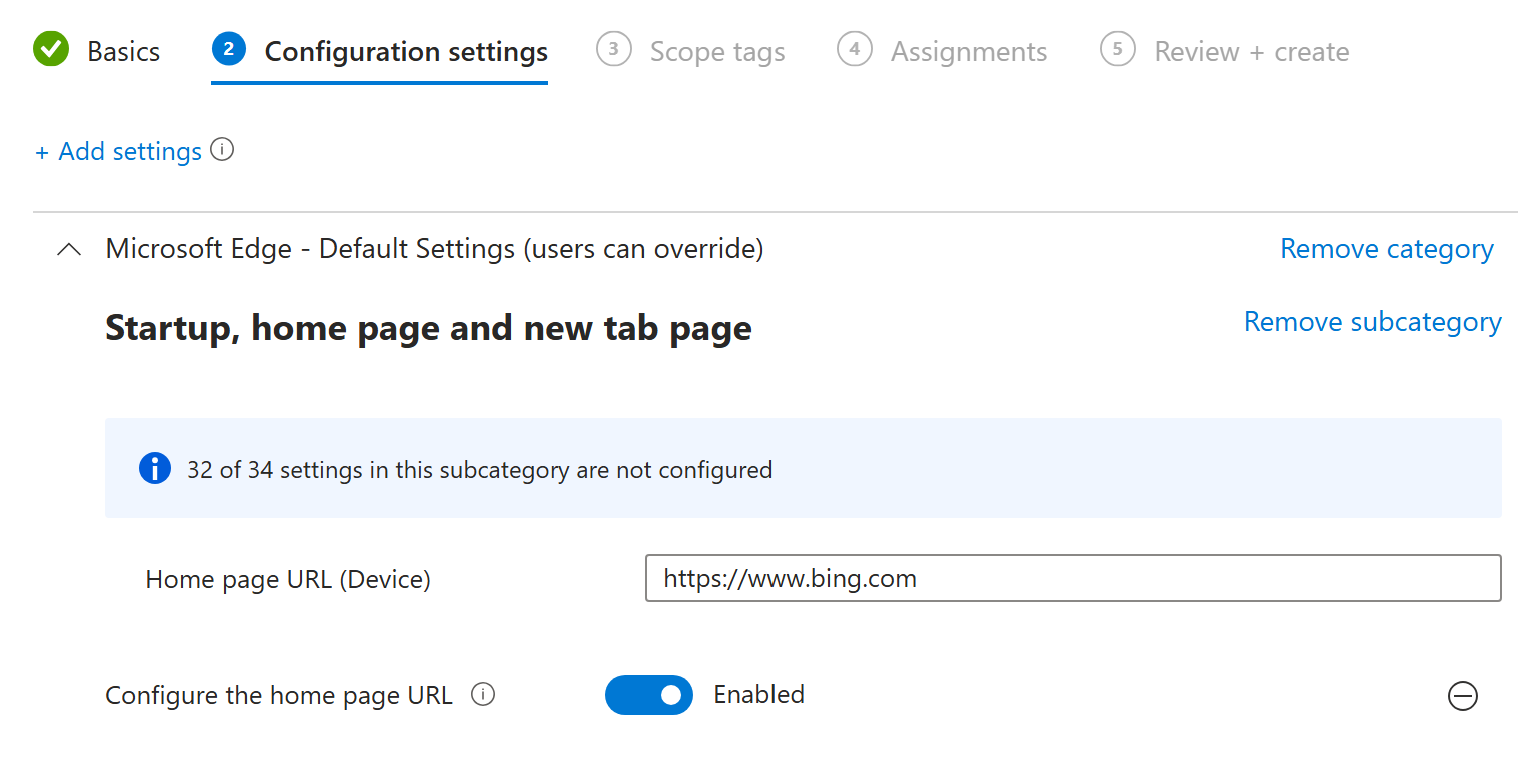 Basics 2 Configuration settings 3 Scope tags 4 Assignments 5 Review + create
+ Add settings
Microsoft Edge - Default Settings (users can override) Remove category
Startup, home page and new tab page Remove subcategory
32 of 34 settings in this subcategory are not configured
Home page URL (Device) https://www.bing.com
Configure the home page URL Enabled